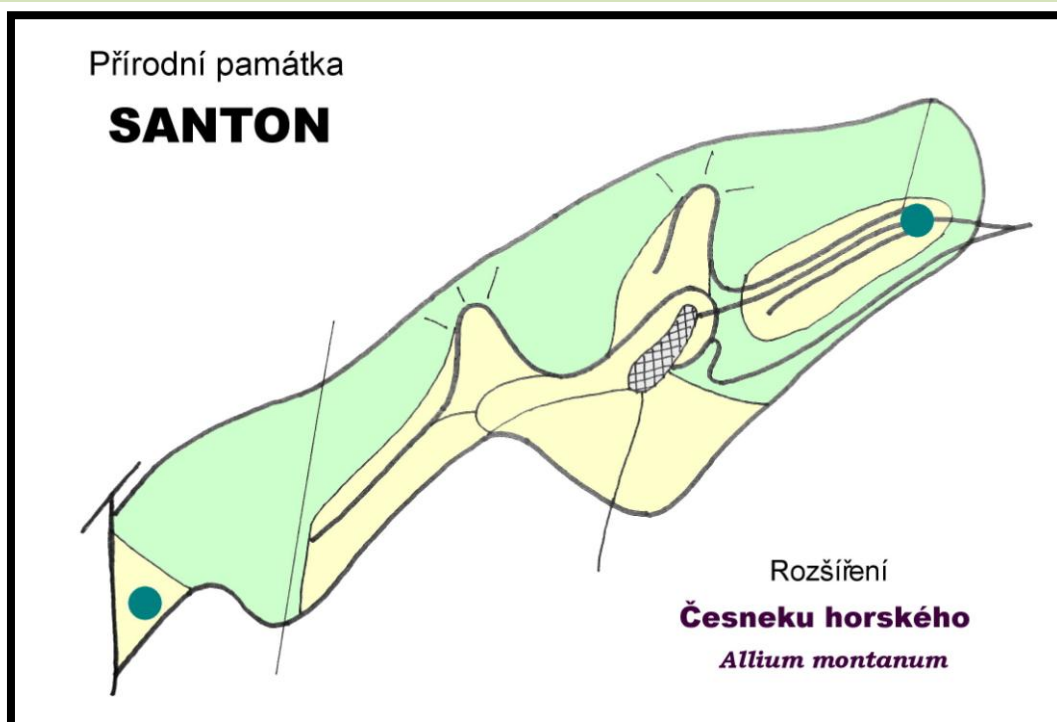 Přírodní památka
SANTON
Rozšíření
Česneku horského
Allium montanum